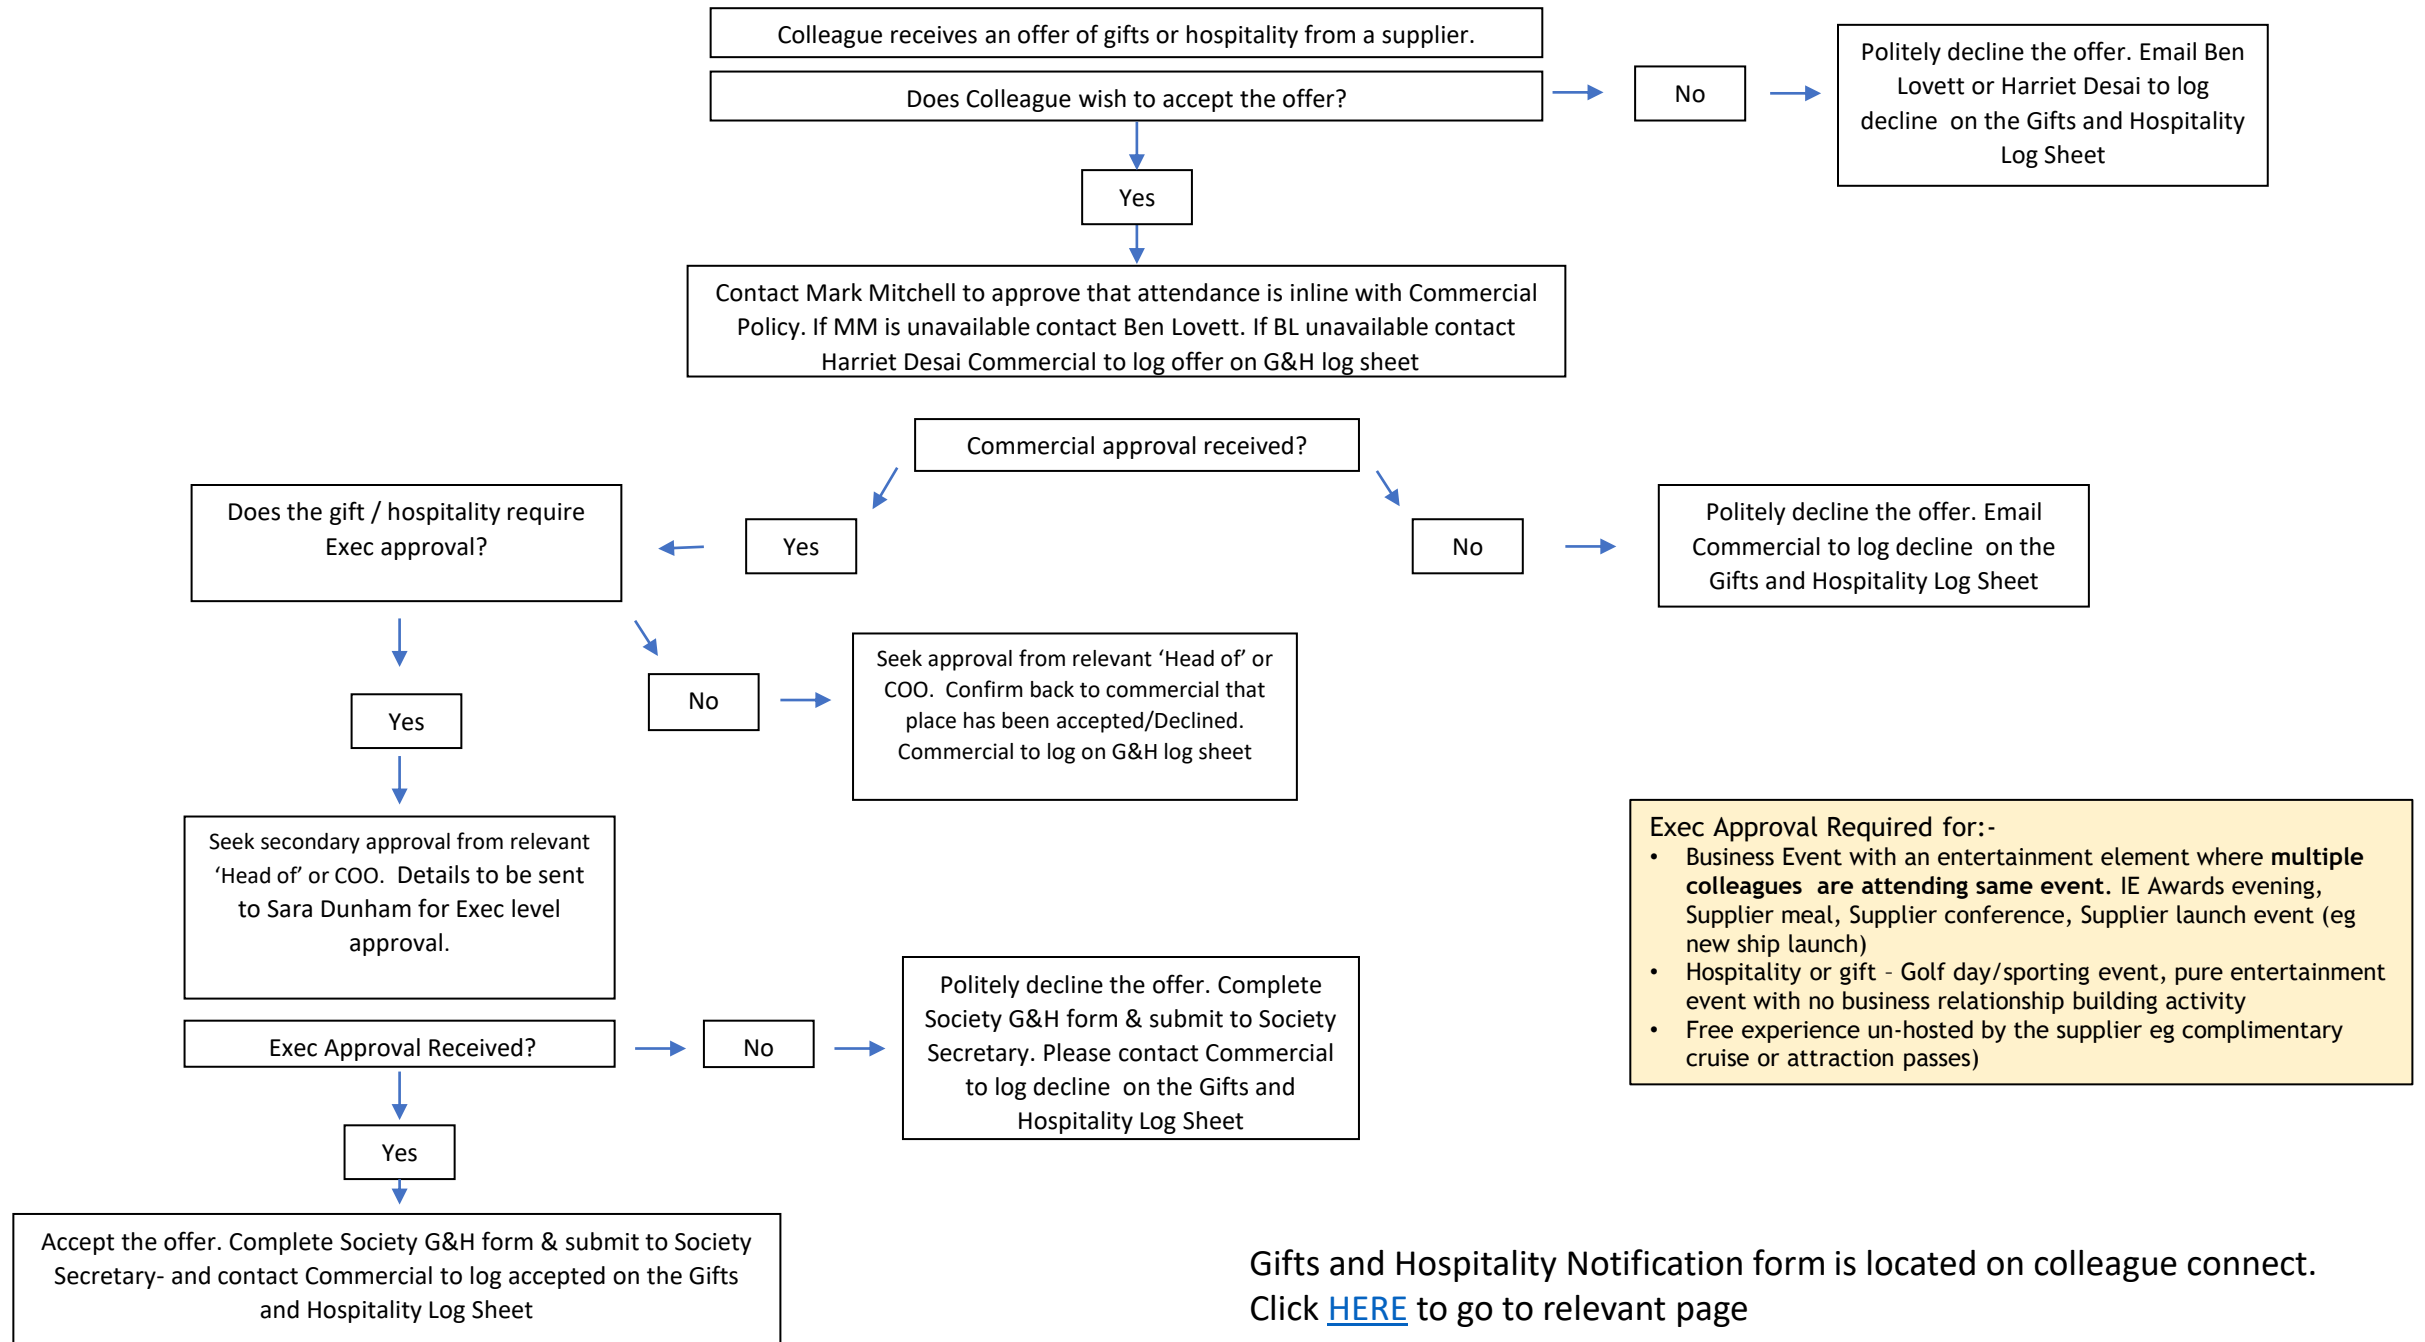 Colleague receives an offer of gifts or hospitality from a supplier.
Does Colleague wish to accept the offer?
No
Politely decline the offer. Email Ben
Lovett or Harriet Desai to log
decline  on the Gifts and Hospitality
Log Sheet
Yes
Contact Mark Mitchell to approve that attendance is inline with Commercial
Policy. If MM is unavailable contact Ben Lovett. If BL unavailable contact
Harriet Desai Commercial to log offer on G&H log sheet
Commercial approval received?
Yes
No
Politely decline the offer. Email
Commercial to log decline  on the
Gifts and Hospitality Log Sheet
Does the gift / hospitality require
Exec approval?
No
Seek approval from relevant ‘Head of’ or
COO.  Confirm back to commercial that
place has been accepted/Declined.
Commercial to log on G&H log sheet
Yes
Seek secondary approval from relevant
‘Head of’ or COO.  Details to be sent
to Sara Dunham for Exec level
approval.
Exec Approval Required for:-
• Business Event with an entertainment element where multiple
colleagues  are attending same event. IE Awards evening,
Supplier meal, Supplier conference, Supplier launch event (eg
new ship launch)
• Hospitality or gift – Golf day/sporting event, pure entertainment
event with no business relationship building activity
• Free experience un-hosted by the supplier eg complimentary
cruise or attraction passes)
Exec Approval Received?
No
Politely decline the offer. Complete
Society G&H form & submit to Society
Secretary. Please contact Commercial
to log decline  on the Gifts and
Hospitality Log Sheet
Yes
Accept the offer. Complete Society G&H form & submit to Society
Secretary- and contact Commercial to log accepted on the Gifts
and Hospitality Log Sheet
Gifts and Hospitality Notification form is located on colleague connect.
Click HERE to go to relevant page